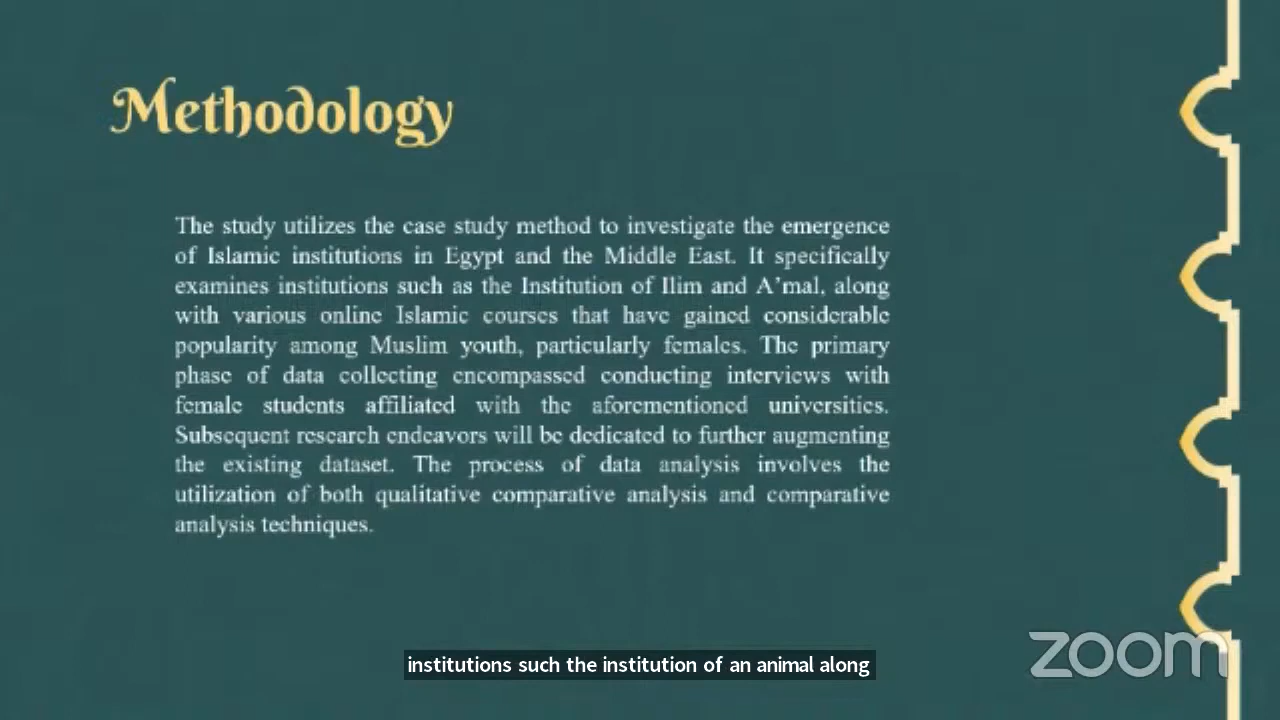 Methodology
The study utilizes the case study method to investigate the emergence
of Islamic institutions in Egypt and the Middle East. It specifically
examines institutions such as the Institution of Ilim and A’mal, along
with various online Islamic courses that have gained considerable
popularity among Muslim youth, particularly females. The primary
phase of data collecting encompassed conducting interviews with
female students affiliated with the aforementioned universities.
Subsequent research endeavors will be dedicated to further augmenting
the existing dataset. The process of data analysis involves the
utilization of both qualitative comparative analysis and comparative
analysis techniques.
institutions such the institution of an animal along
zoom